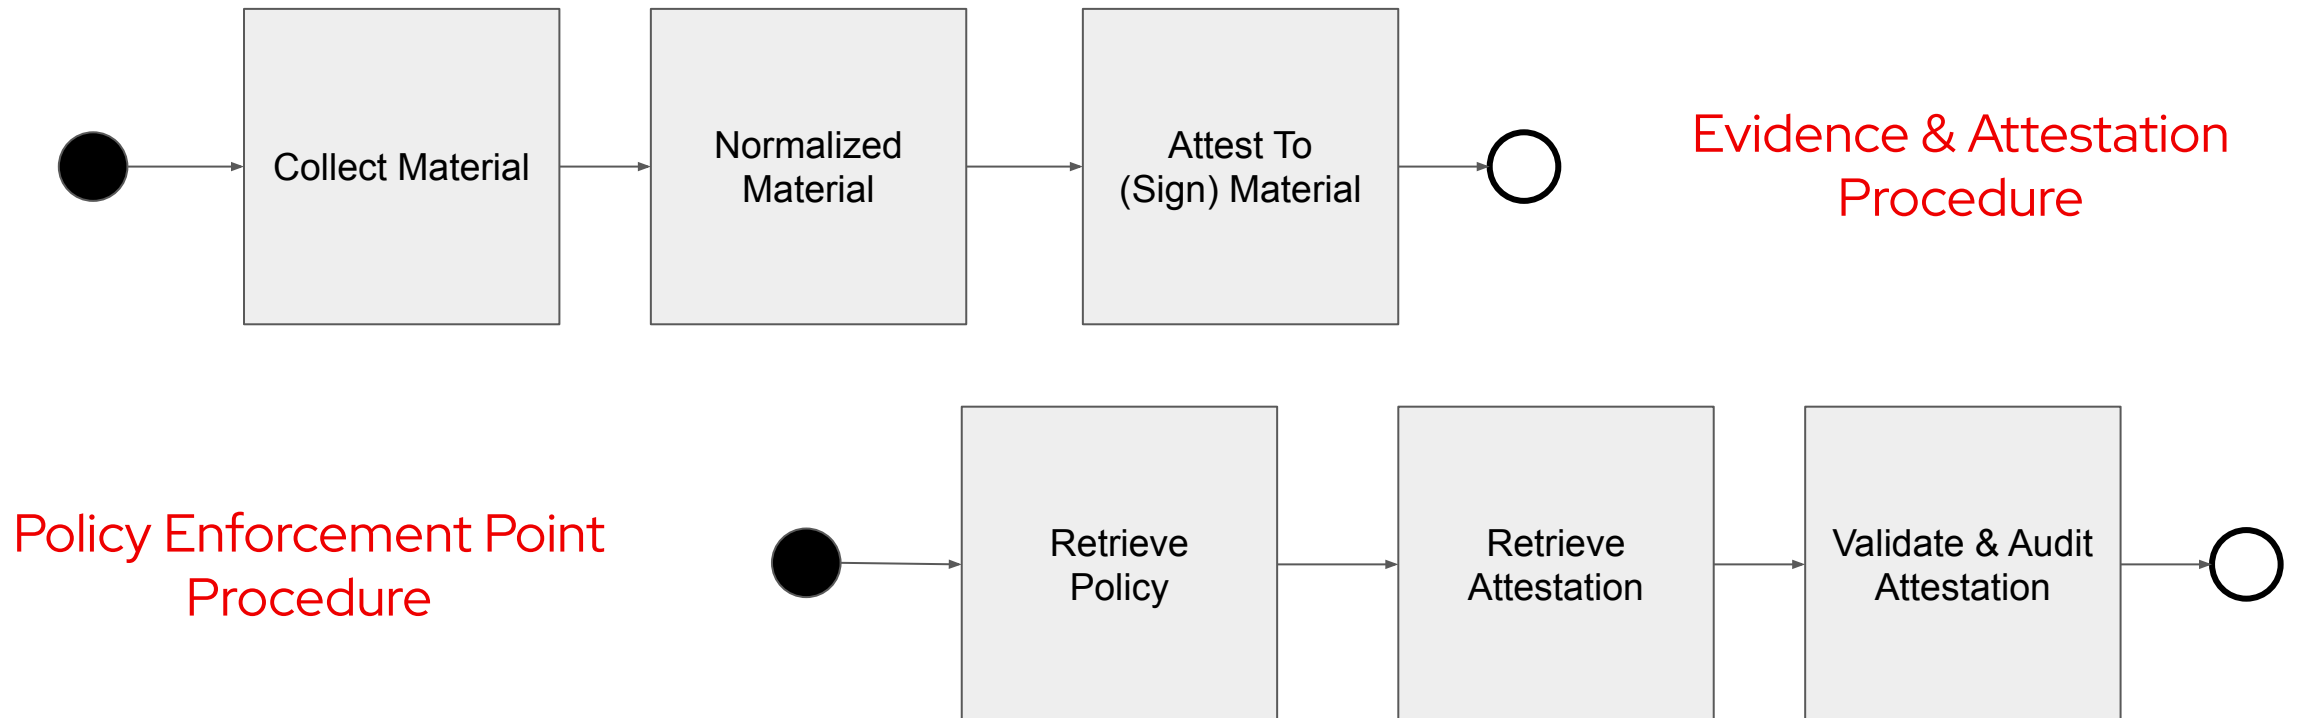 Collect Material
Normalized
Material
Attest To
(Sign) Material
Evidence & Attestation
Procedure
Policy Enforcement Point
Procedure
Retrieve
Policy
Retrieve
Attestation
Validate & Audit
Attestation